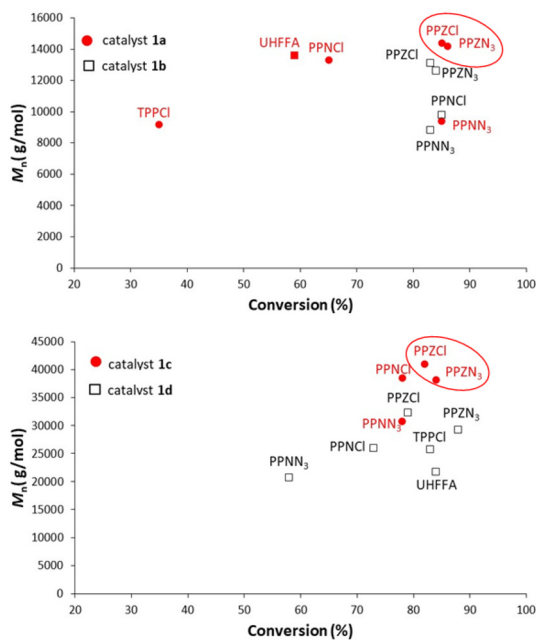 16000
14000
12000
10000
8000
6000
4000
2000
0
Mn( g/mol)
catalyst 1a
catalyst 1b
UHFFA
PPNCl
PPZCl
PPZN3
PPZCl
PPZN3
TPPCl
PPNCl
PPNN3
PPNN3
20 30 40 50 60 70 80 90 100
Conversion (%)
45000
40000
35000
30000
25000
20000
15000
10000
5000
0
Mn( g/mol)
catalyst 1c
catalyst 1d
PPZCl
PPNCl
PPZN3
PPZCl
PPZN3
PPNN3
PPNCl
TPPCl
PPNN3
UHFFA
20 30 40 50 60 70 80 90 100
Conversion (%)